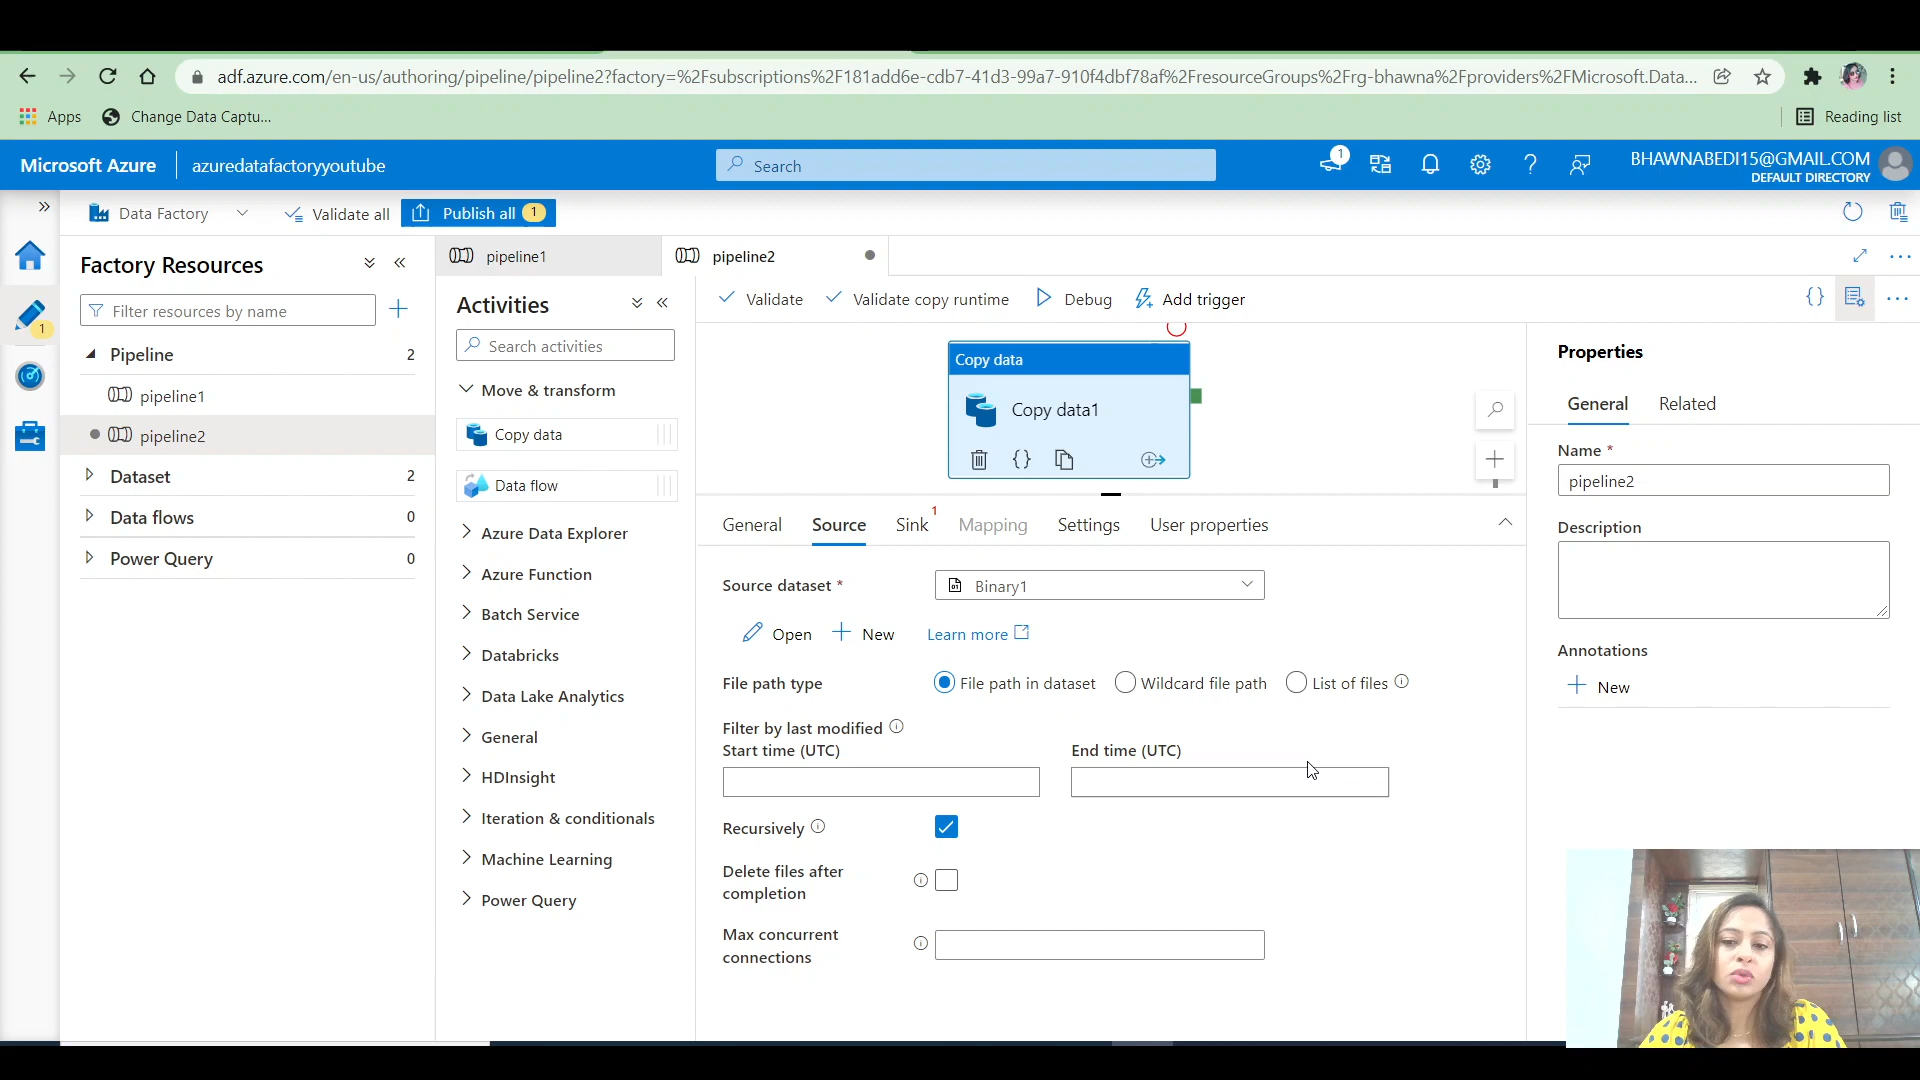 adf.azure.com/en-us/authoring/pipeline/pipeline2?factory=%2Fsubscriptions%2F181add6e-cdb7-41d3-99a7-910f4dbf78af%2FresourceGroups%2Frg-bhawna%2Fproviders%2FMicrosoft.Data...
Apps
Change Data Captu...
Reading list
Microsoft Azure
azuredatafactoryyoutube
Search
1
BHAWNABEDI15@GMAIL.COM
DEFAULT DIRECTORY
Data Factory
Validate all
Publish all 1
Factory Resources
pipeline1
pipeline2
Activities
Validate
Validate copy runtime
Debug
Add trigger
Filter resources by name
1
Search activities
Pipeline 2
pipeline1
pipeline2
Dataset 2
Data flows 0
Power Query 0
Move & transform
Copy data
Data flow
Azure Data Explorer
Azure Function
Batch Service
Databricks
Data Lake Analytics
General
HDInsight
Iteration & conditionals
Machine Learning
Power Query
Copy data
Copy data1
General
Source
Sink 1
Mapping
Settings
User properties
Source dataset *
Binary1
Open
New
Learn more
File path type
File path in dataset
Wildcard file path
List of files
Filter by last modified
Start time (UTC)
End time (UTC)
Recursively
Delete files after
completion
Max concurrent
connections
Properties
General
Related
Name *
pipeline2
Description
Annotations
New